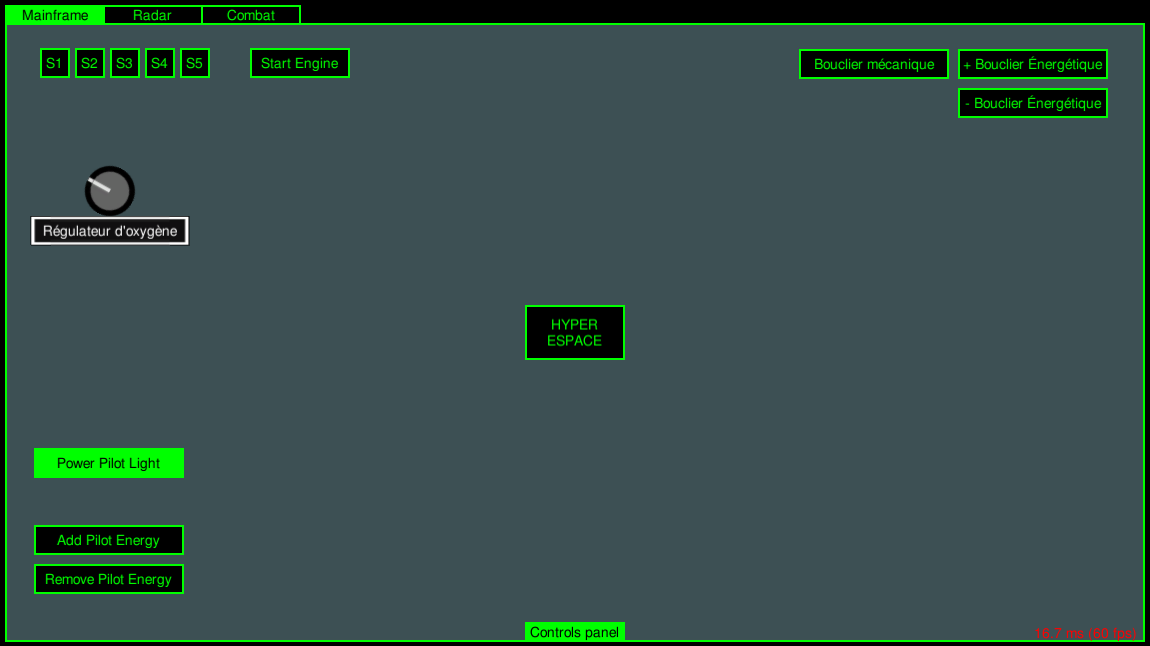 Mainframe Radar Combat
S1 S2 S3 S4 S5 Start Engine Bouclier mécanique + Bouclier Énergétique
- Bouclier Énergétique
Régulateur d'oxygène
HYPER
ESPACE
Power Pilot Light
Add Pilot Energy
Remove Pilot Energy
Controls panel
16.7 ms (60 fps)